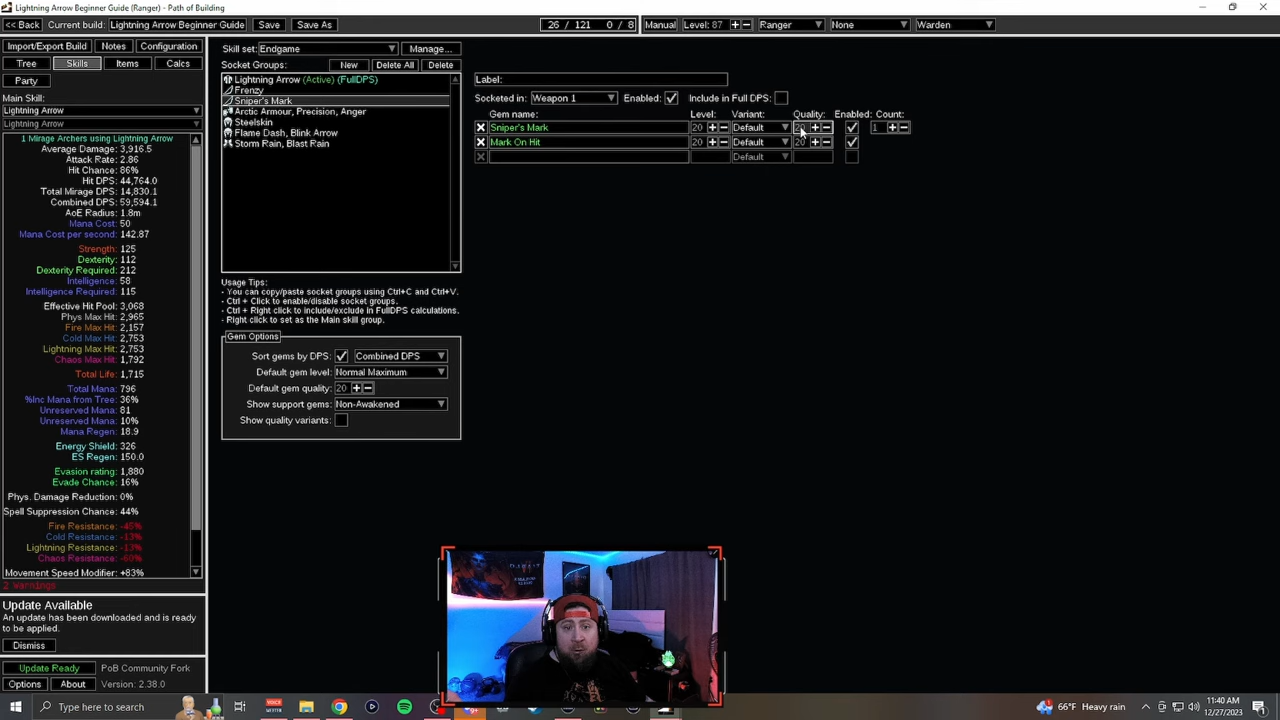 Lightning Arrow Beginner Guide (Ranger) - Path of Building
<< Back Current build: Lightning Arrow Beginner Guide Save Save As 26 / 121 0 / 8 Manual Level: 87 Ranger None Warden
Import/Export Build Notes Configuration
Tree Skills Items Calcs
Party
Main Skill:
Lightning Arrow
Lightning Arrow
1 Mirage Archers using Lightning Arrow
Average Damage: 3,916.5
Attack Rate: 2.86
Hit Chance: 86%
Hit DPS: 44,764.0
Total Mirage DPS: 14,830.1
Combined DPS: 59,594.1
AoE Radius: 1.8m
Mana Cost: 50
Mana Cost per second: 142.87
Strength: 125
Dexterity: 112
Dexterity Required: 212
Intelligence: 58
Intelligence Required: 115
Effective Hit Pool: 3,068
Phys Max Hit: 2,965
Fire Max Hit: 2,157
Cold Max Hit: 2,753
Lightning Max Hit: 2,753
Chaos Max Hit: 1,792
Total Life: 1,715
Total Mana: 796
%Inc Mana from Tree: 36%
Unreserved Mana: 81
Unreserved Mana: 10%
Mana Regen: 18.9
Energy Shield: 326
ES Regen: 150.0
Evasion rating: 1,880
Evade Chance: 16%
Phys. Damage Reduction: 0%
Spell Suppression Chance: 44%
Fire Resistance: -45%
Cold Resistance: -13%
Lightning Resistance: -13%
Chaos Resistance: -60%
Movement Speed Modifier: +83%
2 Warnings
Update Available
An update has been downloaded and is ready
to be applied.
Dismiss
Update Ready PoB Community Fork
Options About Version: 2.38.0
Skill set: Endgame Manage...
Socket Groups: New Delete All Delete
Lightning Arrow (Active) (FullDPS)
Frenzy
Sniper's Mark
Arctic Armour, Precision, Anger
Steelskin
Flame Dash, Blink Arrow
Storm Rain, Blast Rain
Usage Tips:
- You can copy/paste socket groups using Ctrl+C and Ctrl+V.
- Ctrl + Click to enable/disable socket groups.
- Ctrl + Right click to include/exclude in FullDPS calculations.
- Right click to set as the Main skill group.
Gem Options
Sort gems by DPS: Combined DPS
Default gem level: Normal Maximum
Default gem quality: 20
Show support gems: Non-Awakened
Show quality variants:
Label:
Socketed in: Weapon 1 Enabled: Include in Full DPS:
Gem name: Level: Variant: Quality: Enabled: Count:
Sniper's Mark 20 Default 20 1
Mark On Hit 20 Default 20
Default
Type here to search
66°F Heavy rain
11:40 AM
12/27/2023